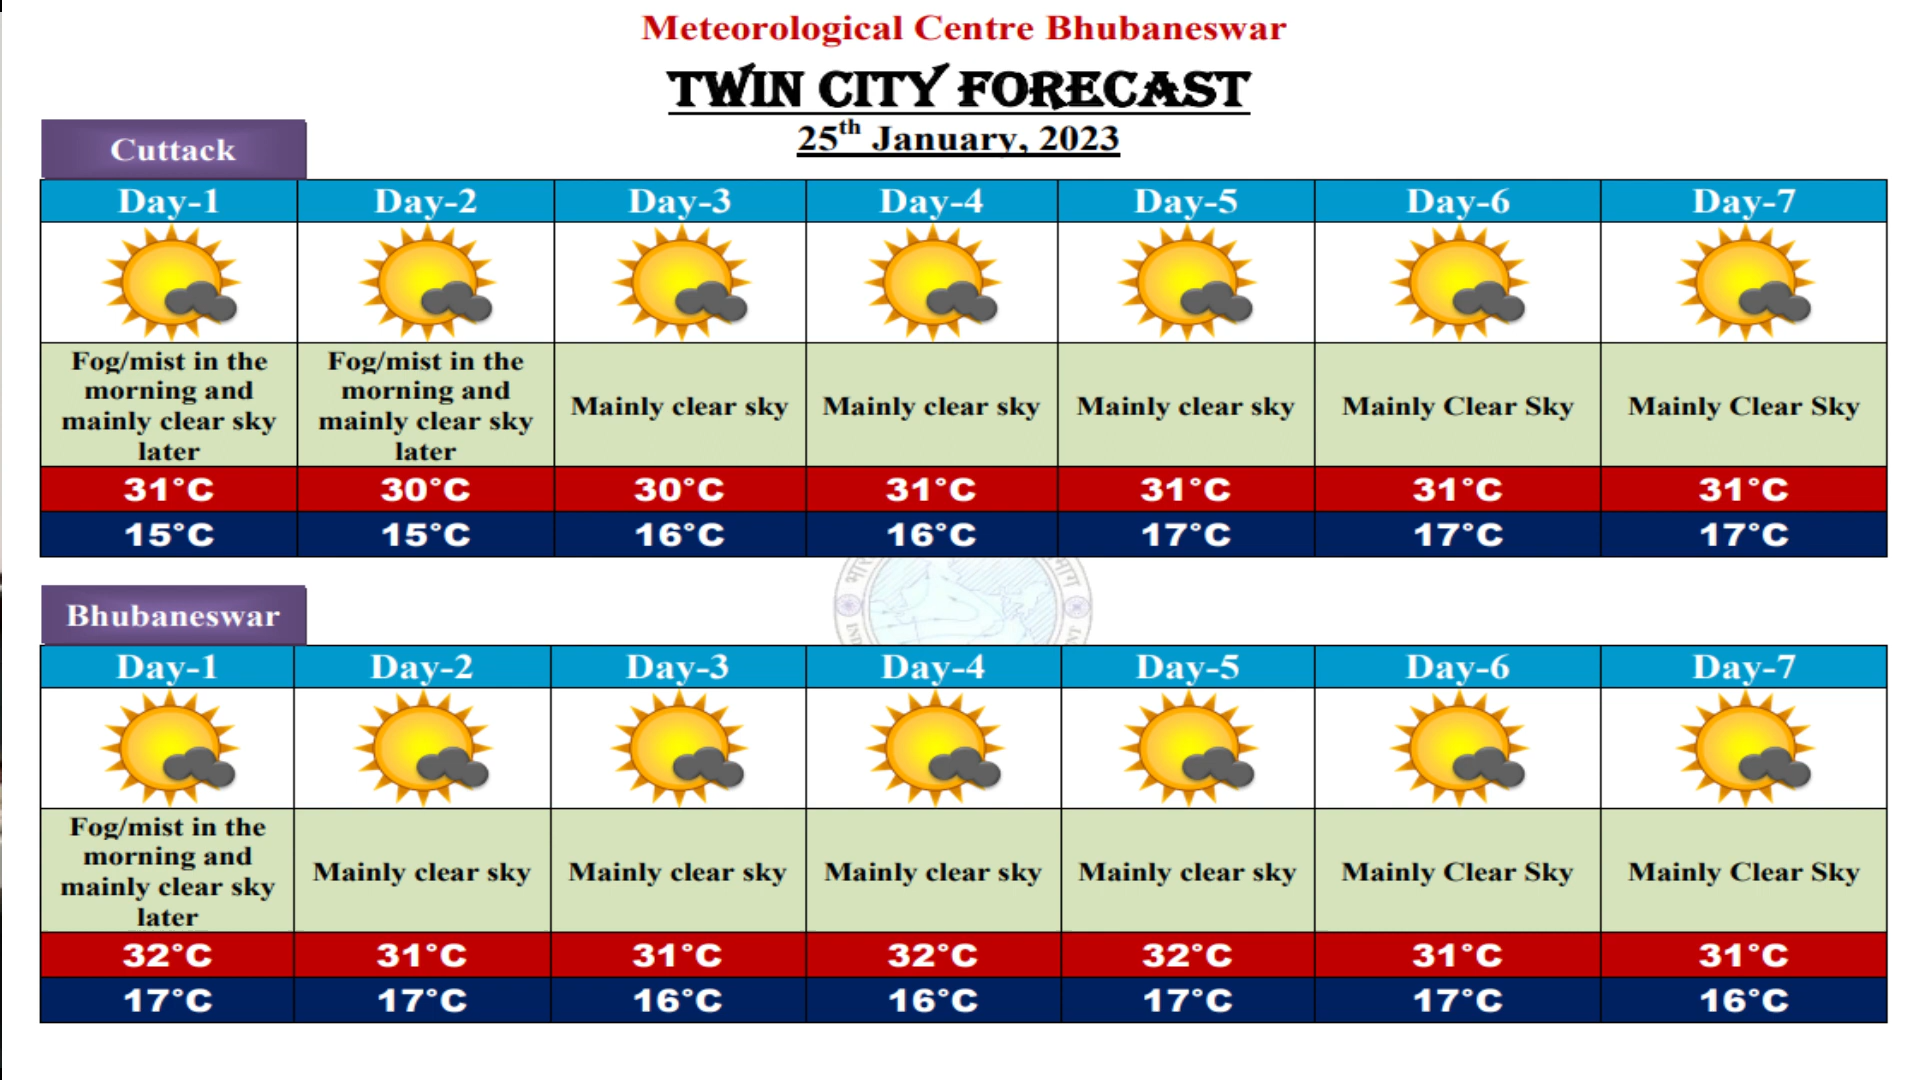 Meteorological Centre Bhubaneswar
TWIN CITY FORECAST
25th January, 2023
Cuttack
Day-1 Day-2 Day-3 Day-4 Day-5 Day-6 Day-7
Fog/mist in the morning and mainly clear sky later
Fog/mist in the morning and mainly clear sky later
Mainly clear sky
Mainly clear sky
Mainly clear sky
Mainly Clear Sky
Mainly Clear Sky
31°C 30°C 30°C 31°C 31°C 31°C 31°C
15°C 15°C 16°C 16°C 17°C 17°C 17°C
Bhubaneswar
Day-1 Day-2 Day-3 Day-4 Day-5 Day-6 Day-7
Fog/mist in the morning and mainly clear sky later
Mainly clear sky
Mainly clear sky
Mainly clear sky
Mainly clear sky
Mainly Clear Sky
Mainly Clear Sky
32°C 31°C 31°C 32°C 32°C 31°C 31°C
17°C 17°C 16°C 16°C 17°C 17°C 16°C